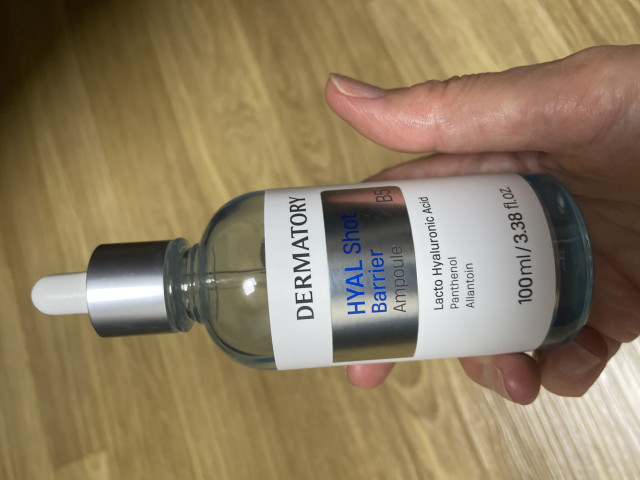 DERMATORY
HYAL Shot
Barrier B5
Ampoule
Lacto Hyaluronic Acid
Panthenol
Allantoin
100ml/3.38 fl.oz